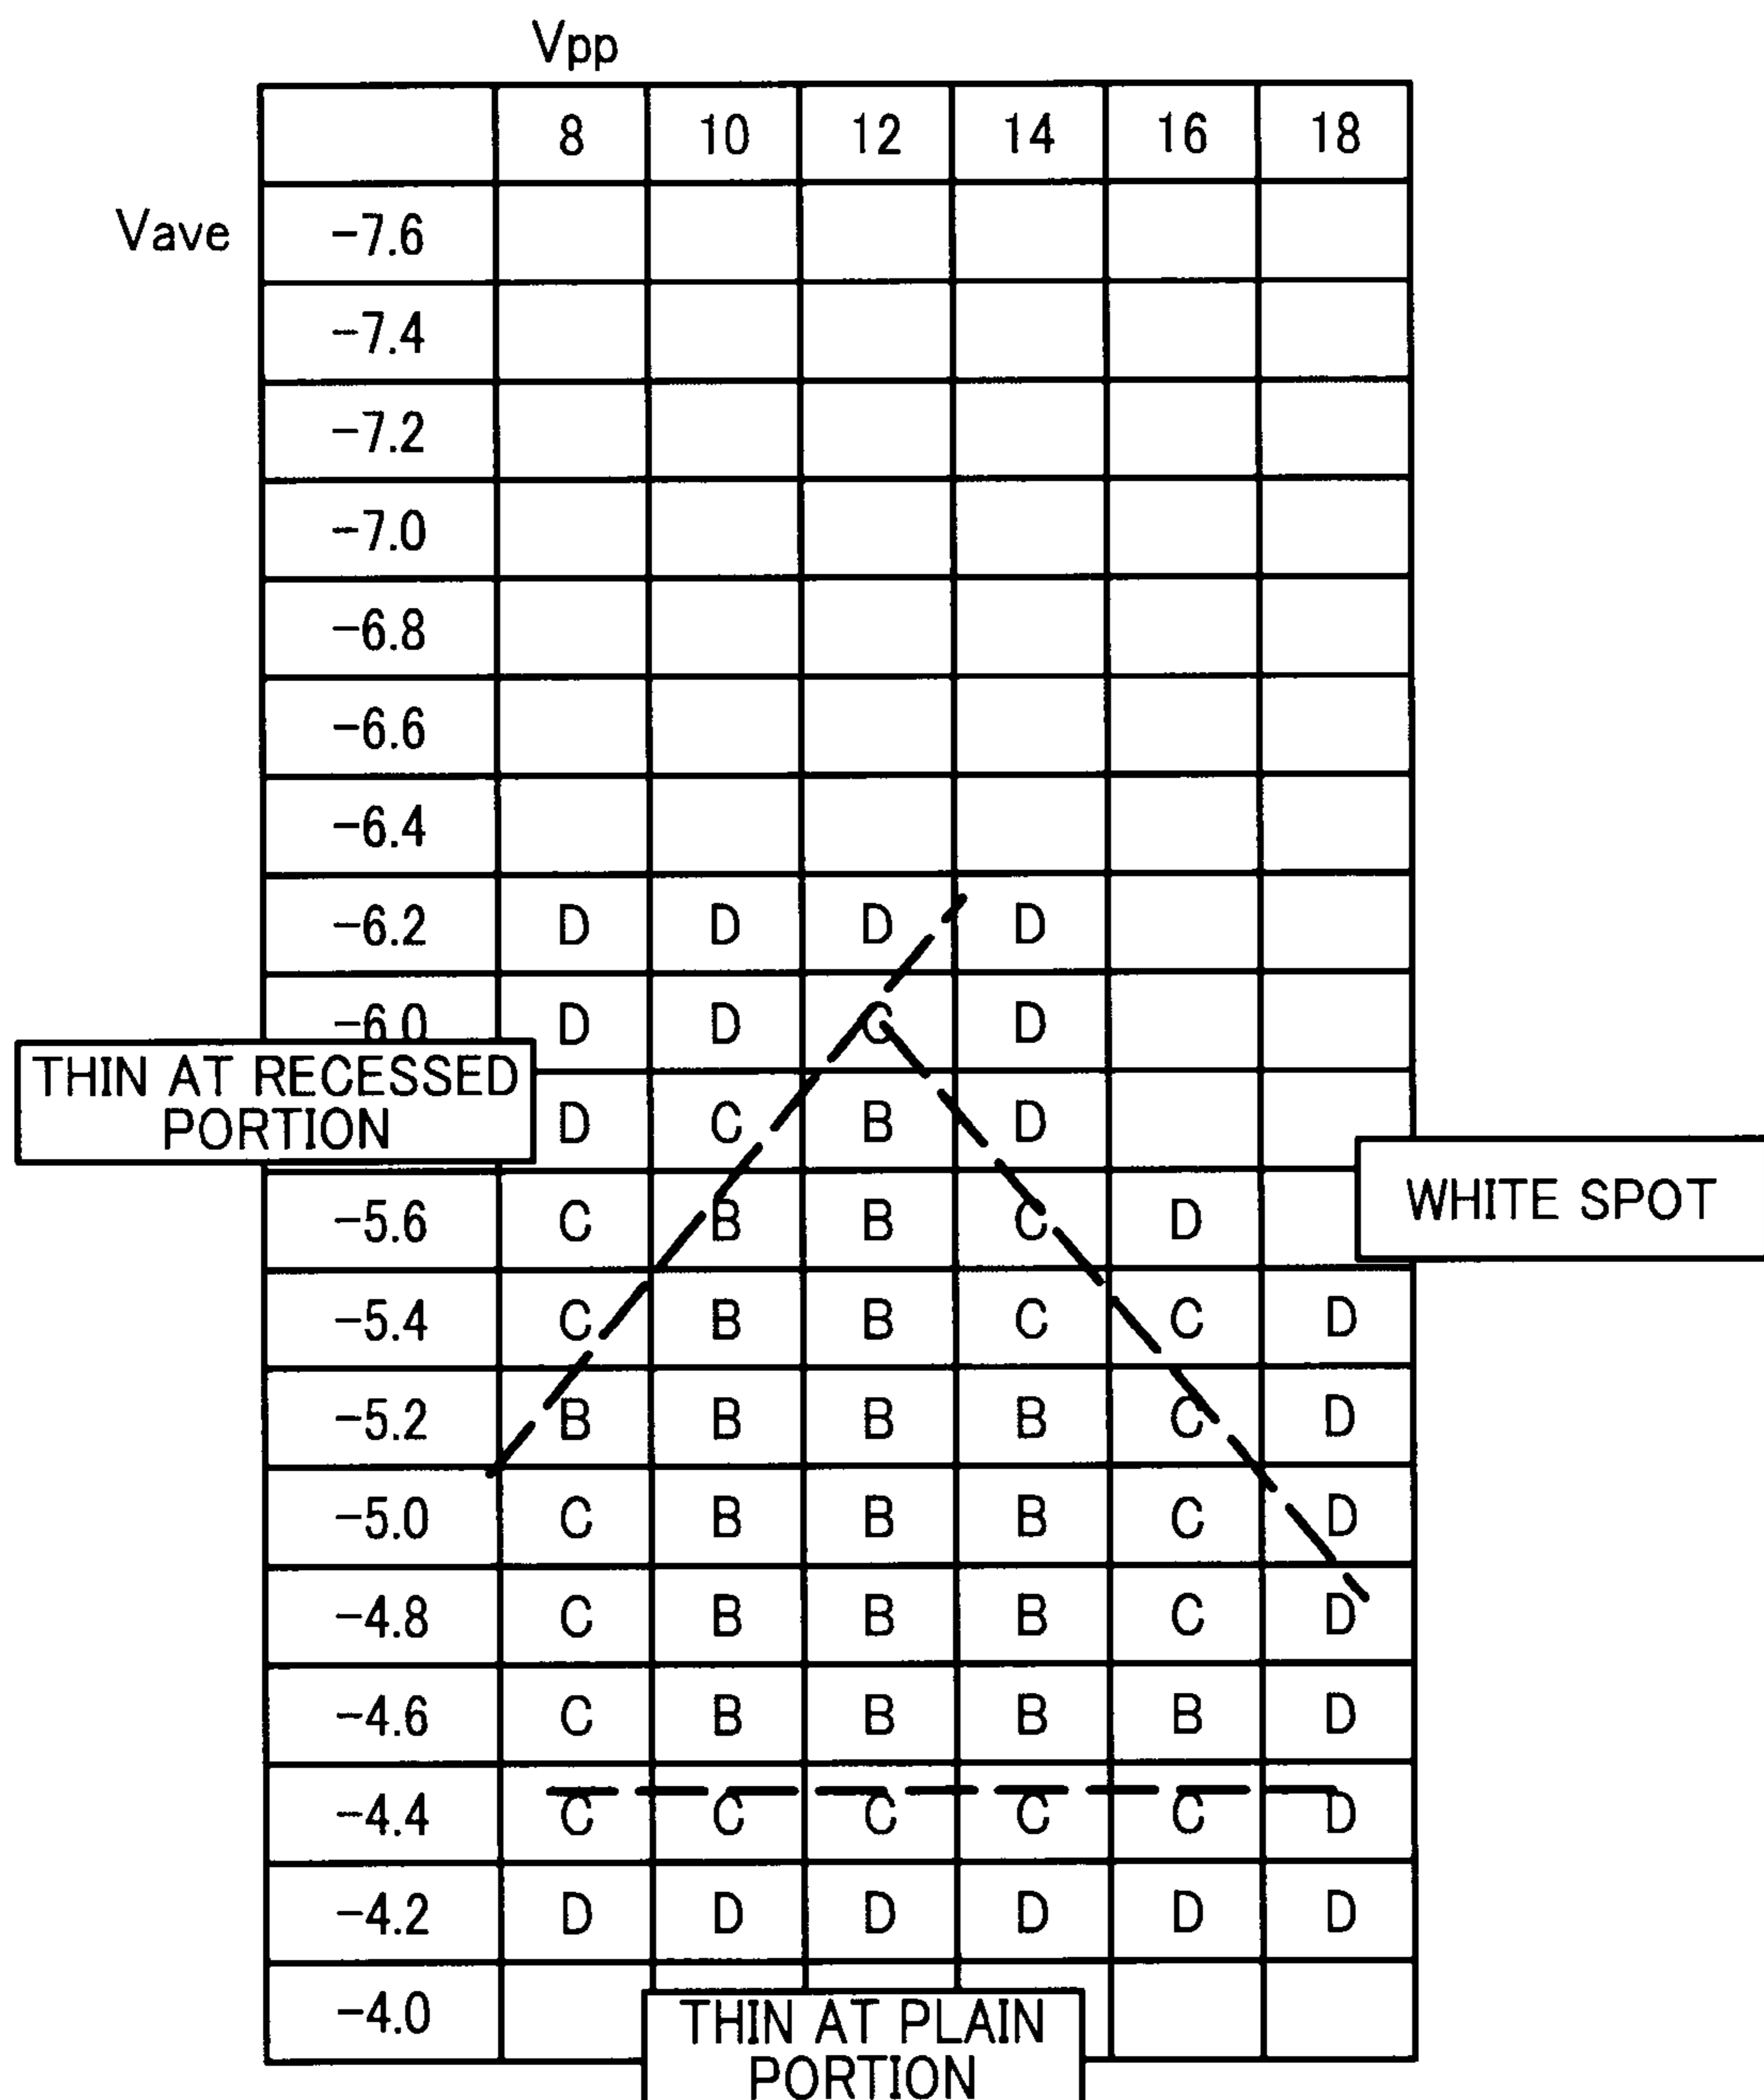 Vpp
8 10 12 14 16 18
Vave -7.6
-7.4
-7.2
-7.0
-6.8
-6.6
-6.4
-6.2 D D D D
-6.0 D D C D
THIN AT RECESSED
PORTION
D C B D
WHITE SPOT
-5.6 C B B C D
-5.4 C B B C C D
-5.2 B B B B C D
-5.0 C B B B C D
-4.8 C B B B C D
-4.6 C B B B B D
-4.4 C C C C C D
-4.2 D D D D D D
-4.0
THIN AT PLAIN
PORTION